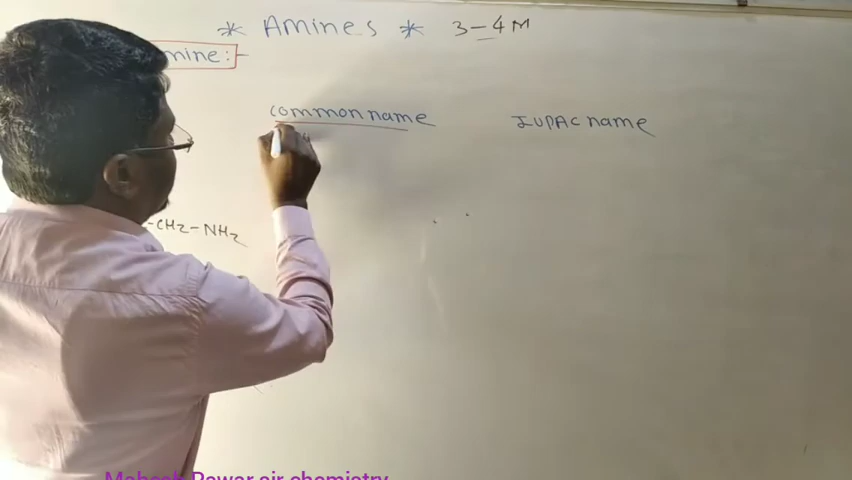 * Amines * 3-4M
mine:-
common name IUPAC name
-CH2-NH2